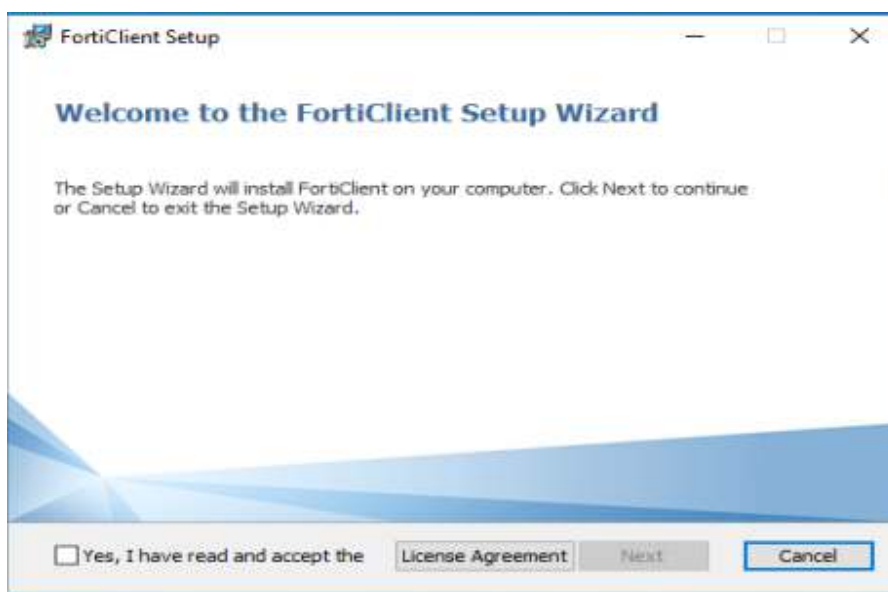 FortiClient Setup
Welcome to the FortiClient Setup Wizard
The Setup Wizard will install FortiClient on your computer. Click Next to continue
or Cancel to exit the Setup Wizard.
Yes, I have read and accept the License Agreement Next Cancel